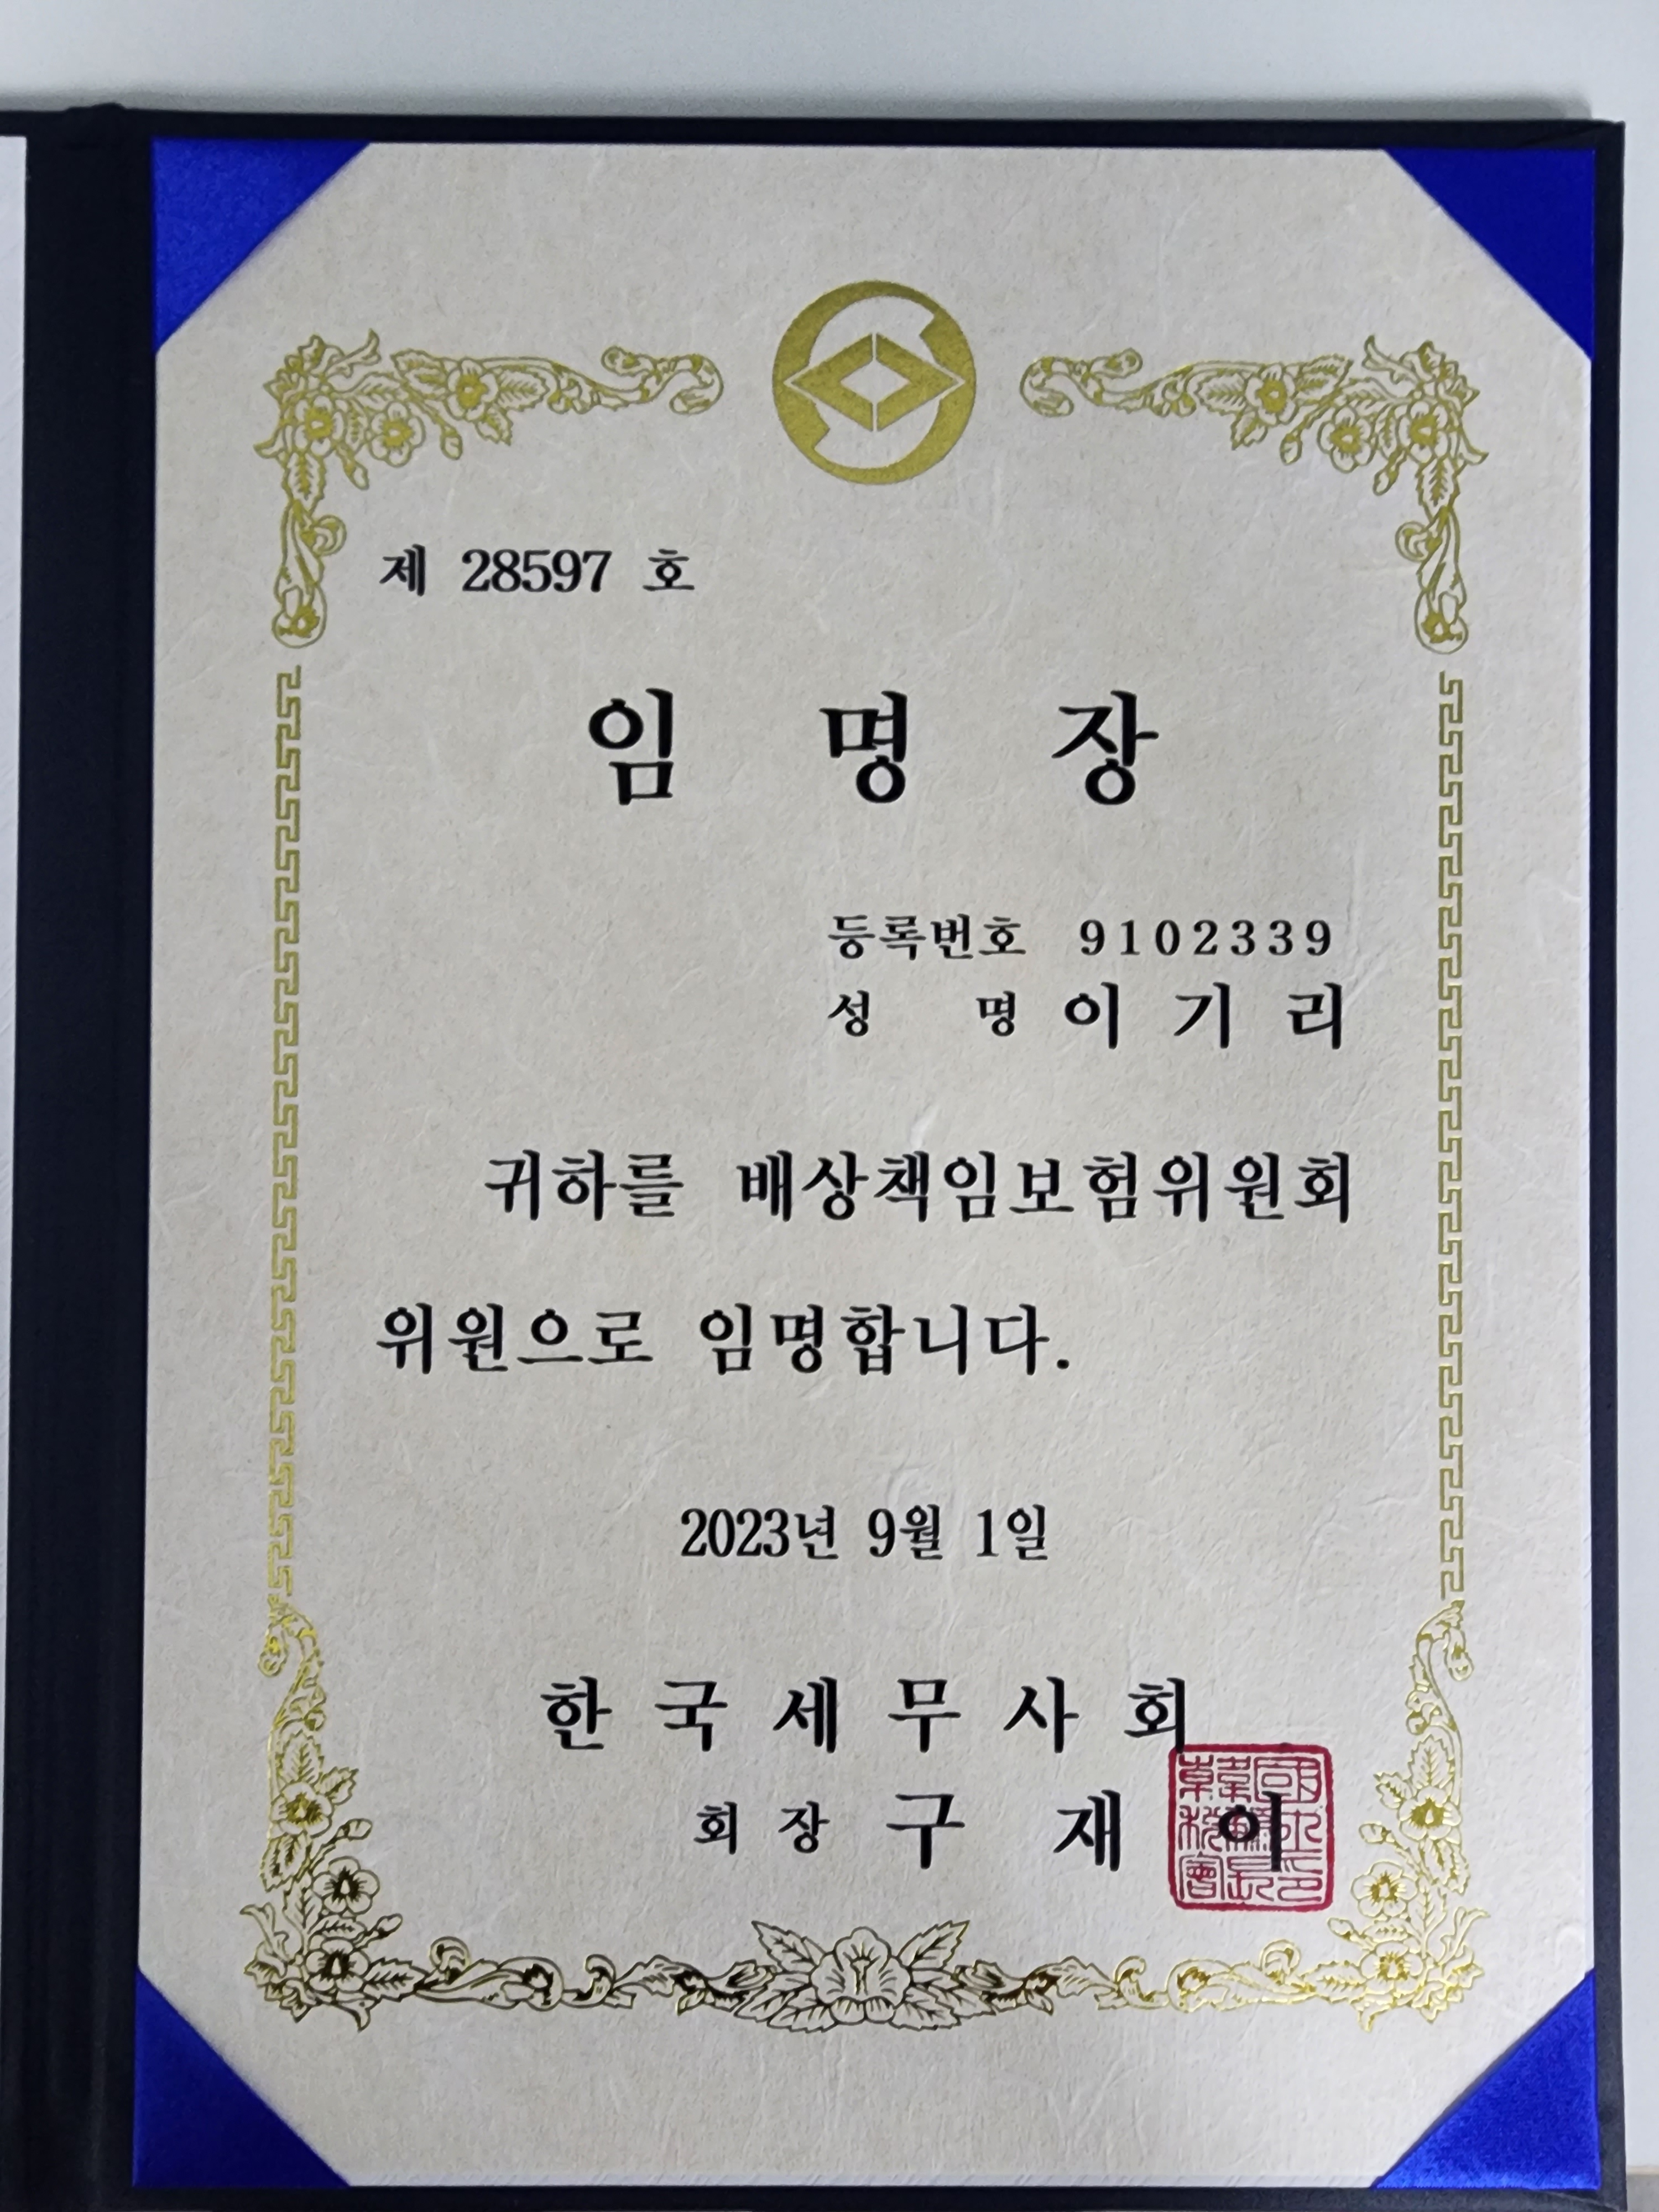 제 28597 호
임 명 장
등록번호 9102339
성 명 이 기 리
귀하를 배상책임보험위원회
위원으로 임명합니다.
2023년 9월 1일
한 국 세 무 사 회
회 장 구 재 이